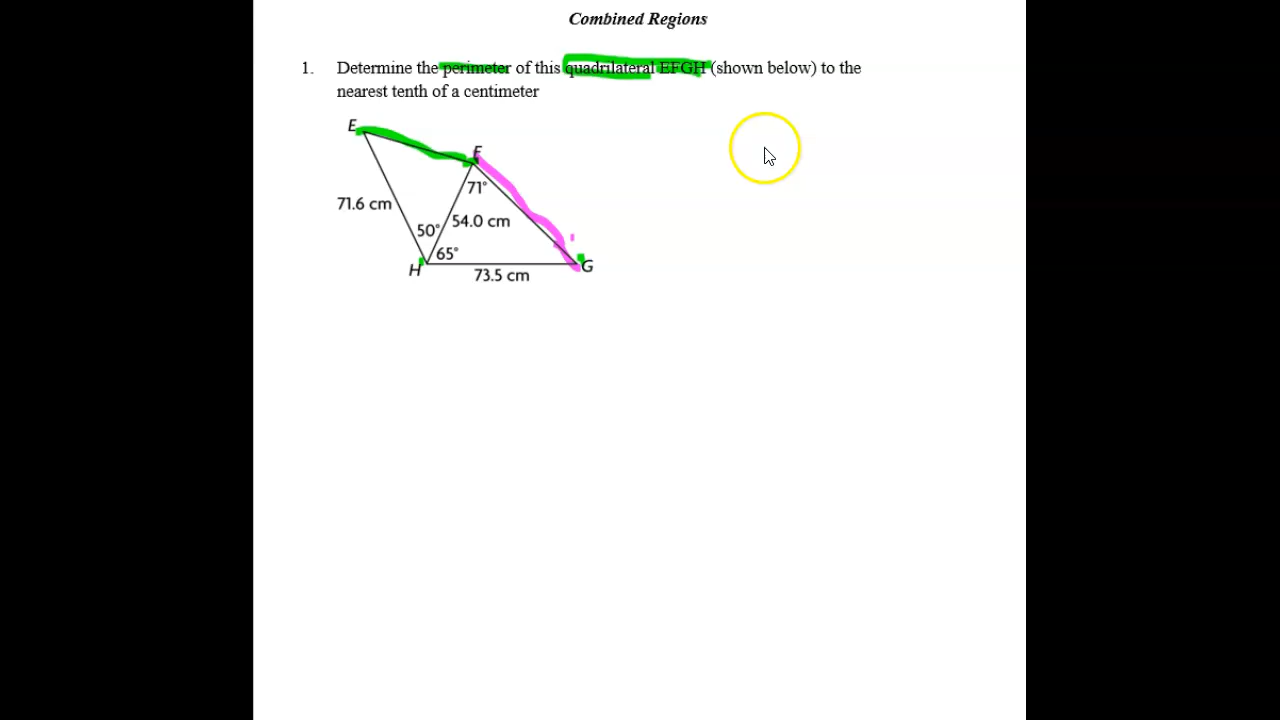 Combined Regions
1. Determine the perimeter of this quadrilateral EFGH (shown below) to the
nearest tenth of a centimeter
E
F
71°
71.6 cm
54.0 cm
50°
65°
H
G
73.5 cm